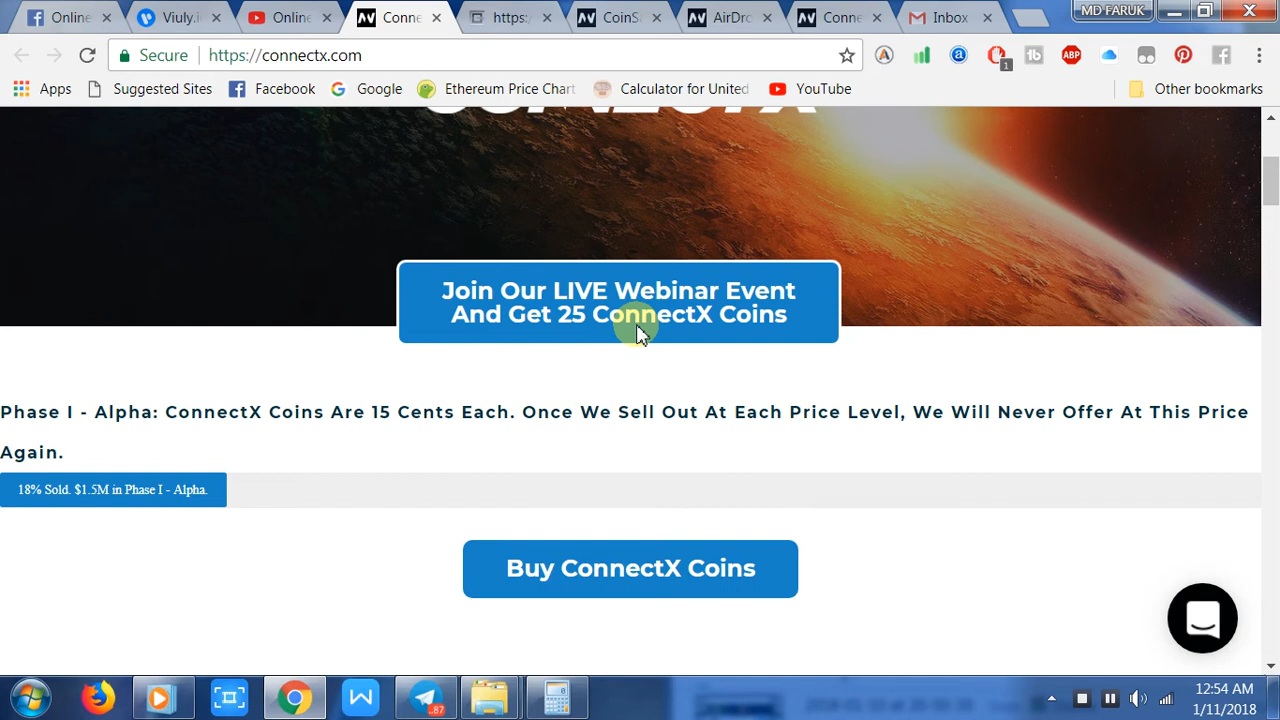 Online
Viuly.i
Online
Conne
https:
CoinS
AirDro
Conne
Inbox
MD FARUK
Secure
https://connectx.com
1
Apps
Suggested Sites
Facebook
Google
Ethereum Price Chart
Calculator for United
YouTube
Other bookmarks
Join Our LIVE Webinar Event
And Get 25 ConnectX Coins
Phase I - Alpha: ConnectX Coins Are 15 Cents Each. Once We Sell Out At Each Price Level, We Will Never Offer At This Price
Again.
18% Sold. $1.5M in Phase I - Alpha.
Buy ConnectX Coins
87
12:54 AM
1/11/2018